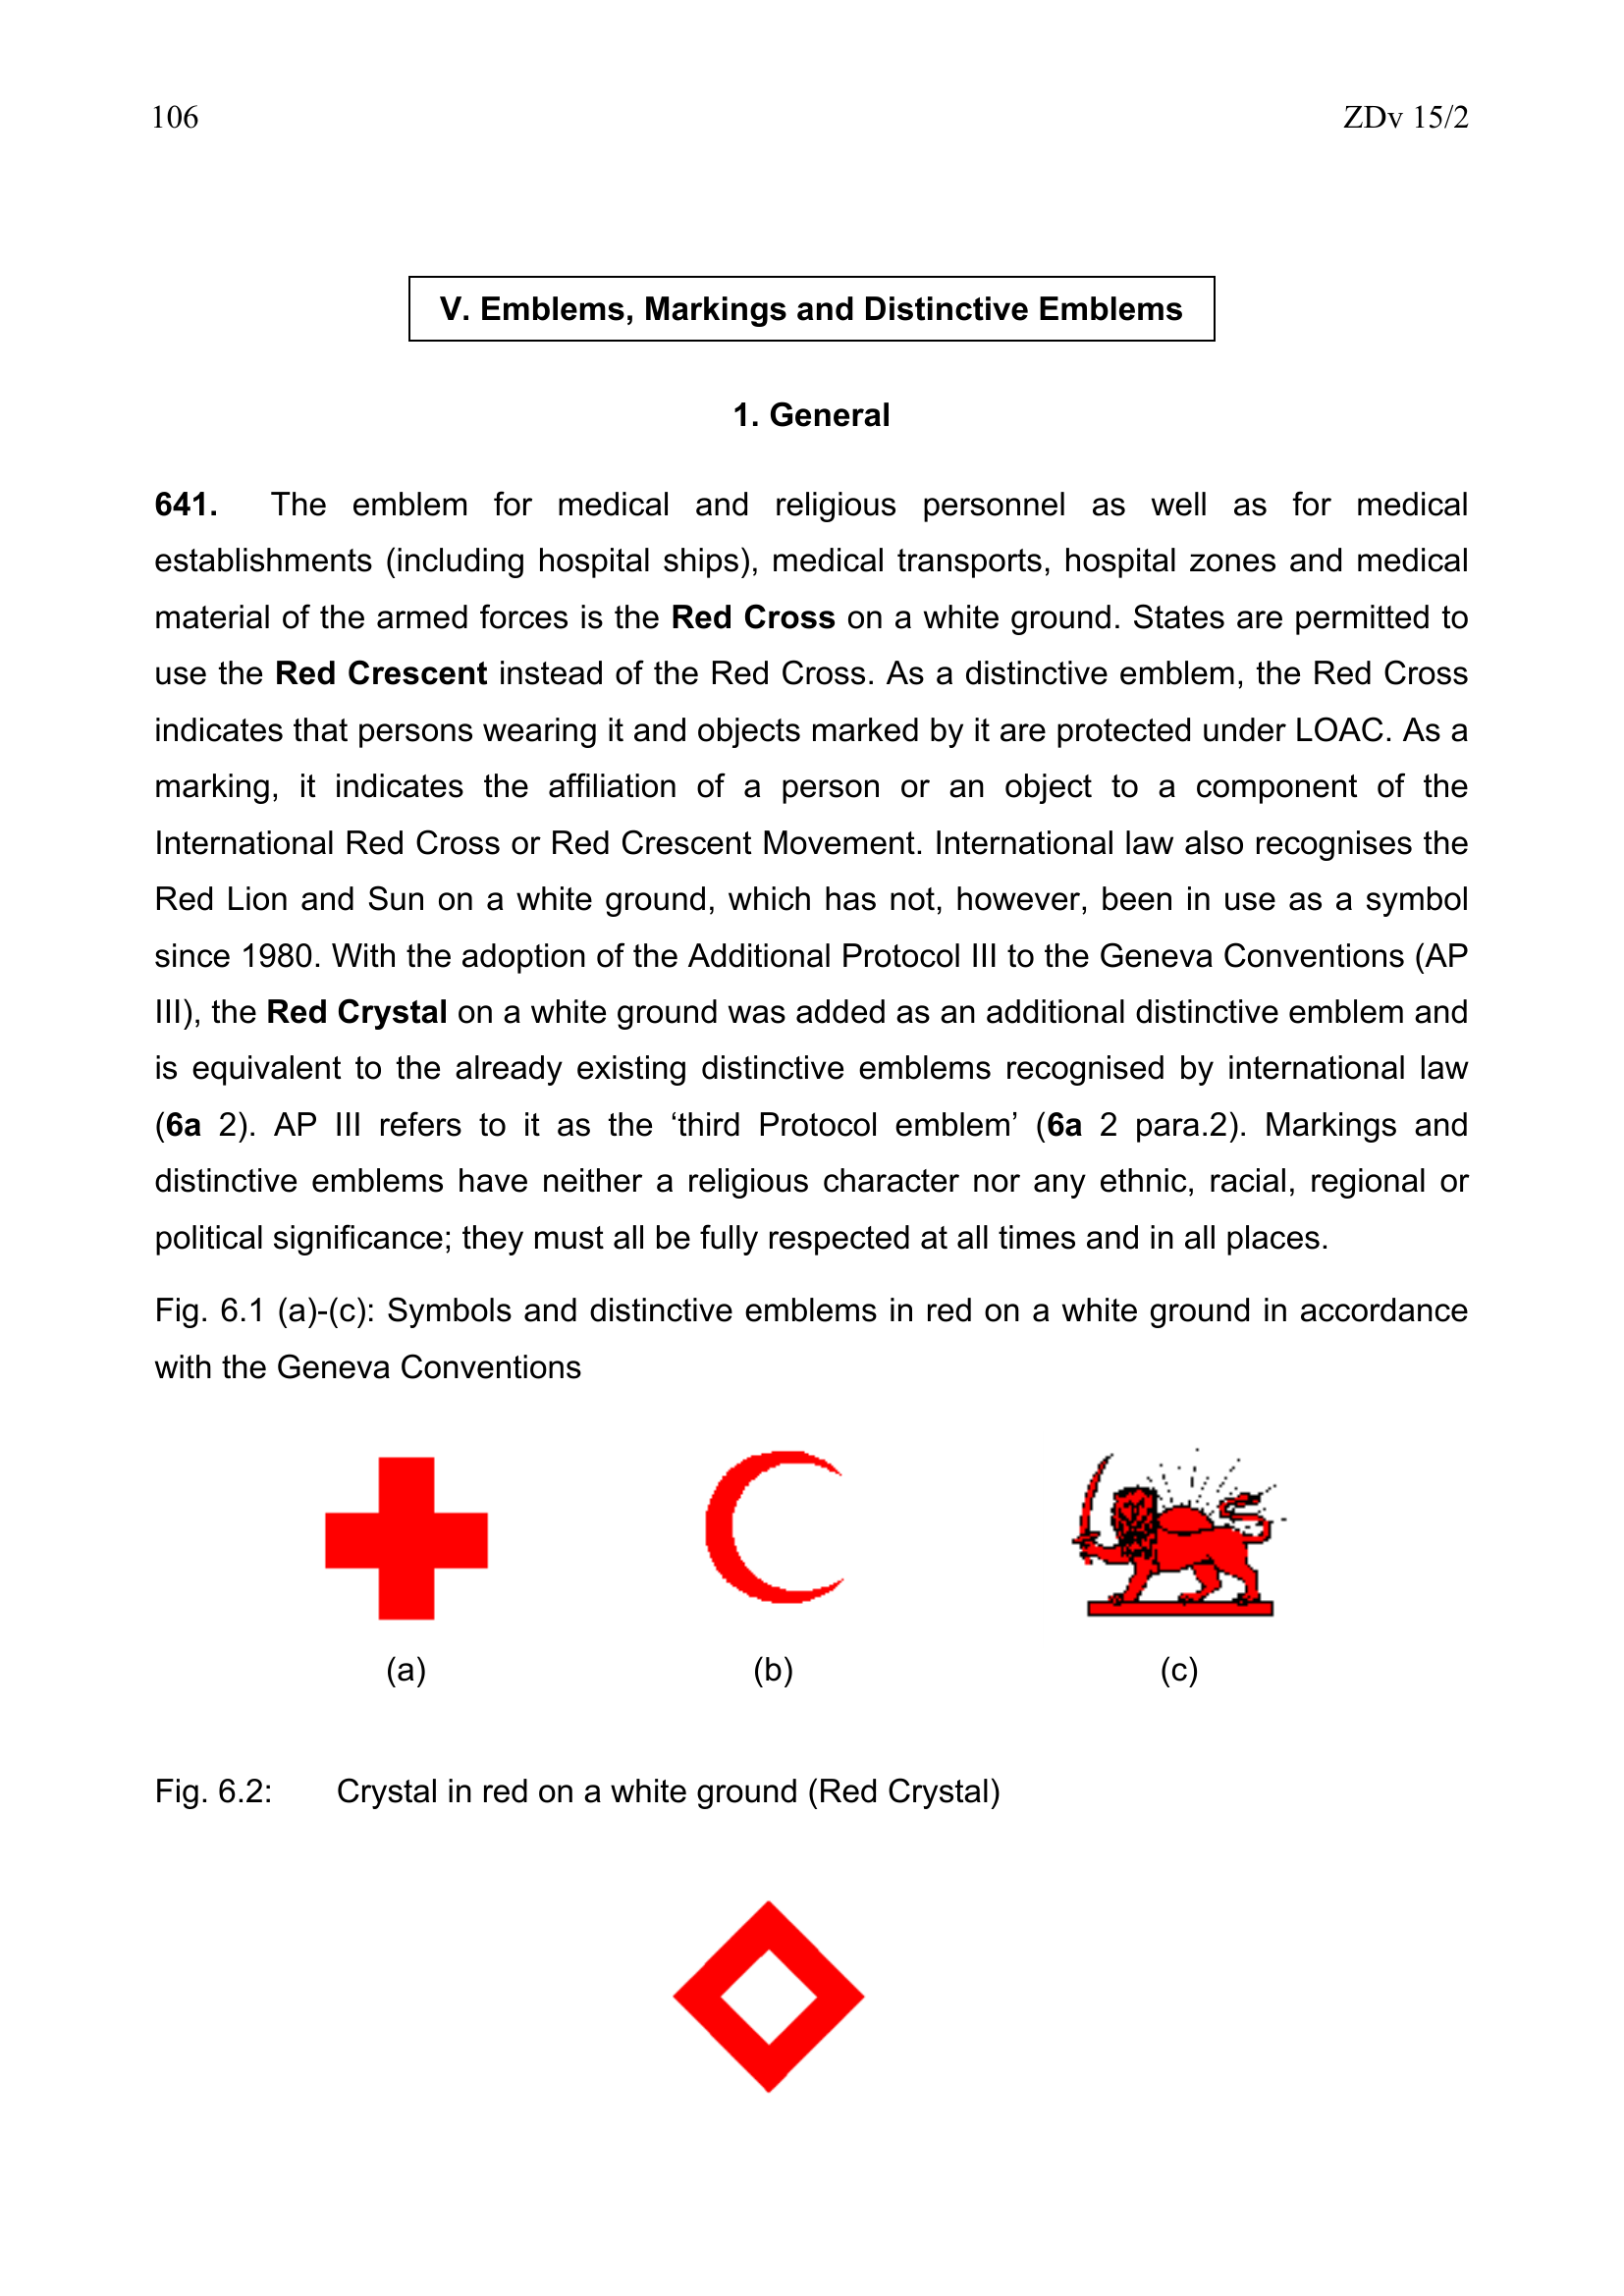 106 ZDv 15/2
V. Emblems, Markings and Distinctive Emblems
1. General
641. The emblem for medical and religious personnel as well as for medical
establishments (including hospital ships), medical transports, hospital zones and medical
material of the armed forces is the Red Cross on a white ground. States are permitted to
use the Red Crescent instead of the Red Cross. As a distinctive emblem, the Red Cross
indicates that persons wearing it and objects marked by it are protected under LOAC. As a
marking, it indicates the affiliation of a person or an object to a component of the
International Red Cross or Red Crescent Movement. International law also recognises the
Red Lion and Sun on a white ground, which has not, however, been in use as a symbol
since 1980. With the adoption of the Additional Protocol III to the Geneva Conventions (AP
III), the Red Crystal on a white ground was added as an additional distinctive emblem and
is equivalent to the already existing distinctive emblems recognised by international law
(6a 2). AP III refers to it as the ‘third Protocol emblem’ (6a 2 para.2). Markings and
distinctive emblems have neither a religious character nor any ethnic, racial, regional or
political significance; they must all be fully respected at all times and in all places.
Fig. 6.1 (a)-(c): Symbols and distinctive emblems in red on a white ground in accordance
with the Geneva Conventions
(a) (b) (c)
Fig. 6.2: Crystal in red on a white ground (Red Crystal)